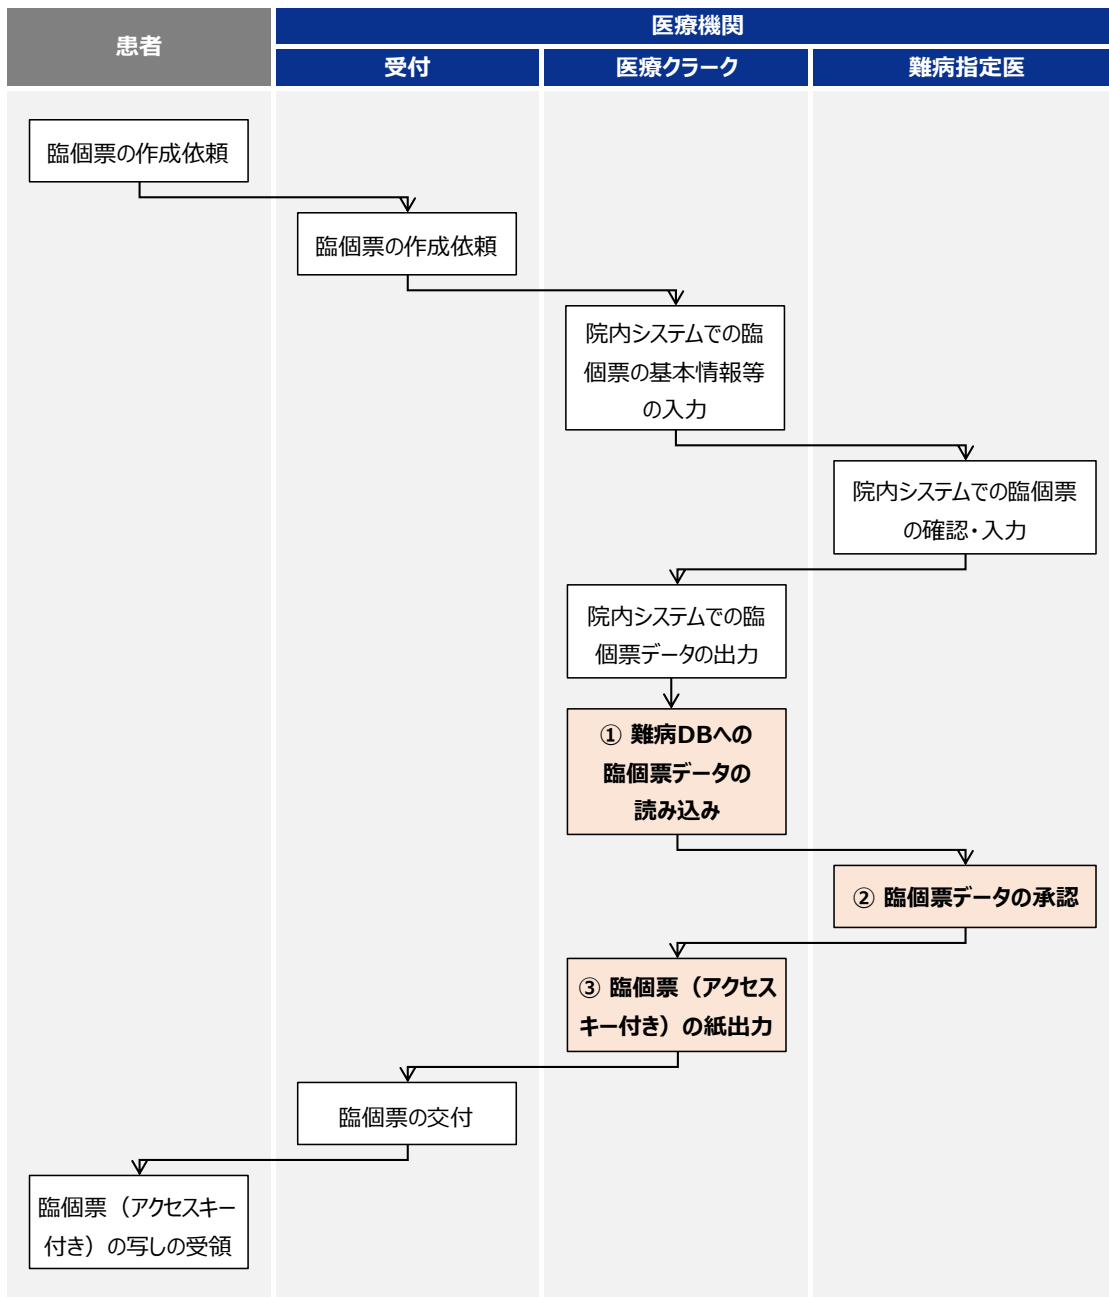 患者
医療機関
受付
医療クラーク
難病指定医
臨個票の作成依頼
臨個票の作成依頼
院内システムでの臨
個票の基本情報等
の入力
院内システムでの臨個票
の確認・入力
院内システムでの臨
個票データの出力
① 難病DBへの
臨個票データの
読み込み
② 臨個票データの承認
③ 臨個票（アクセス
キー付き）の紙出力
臨個票の交付
臨個票（アクセスキー
付き）の写しの受領